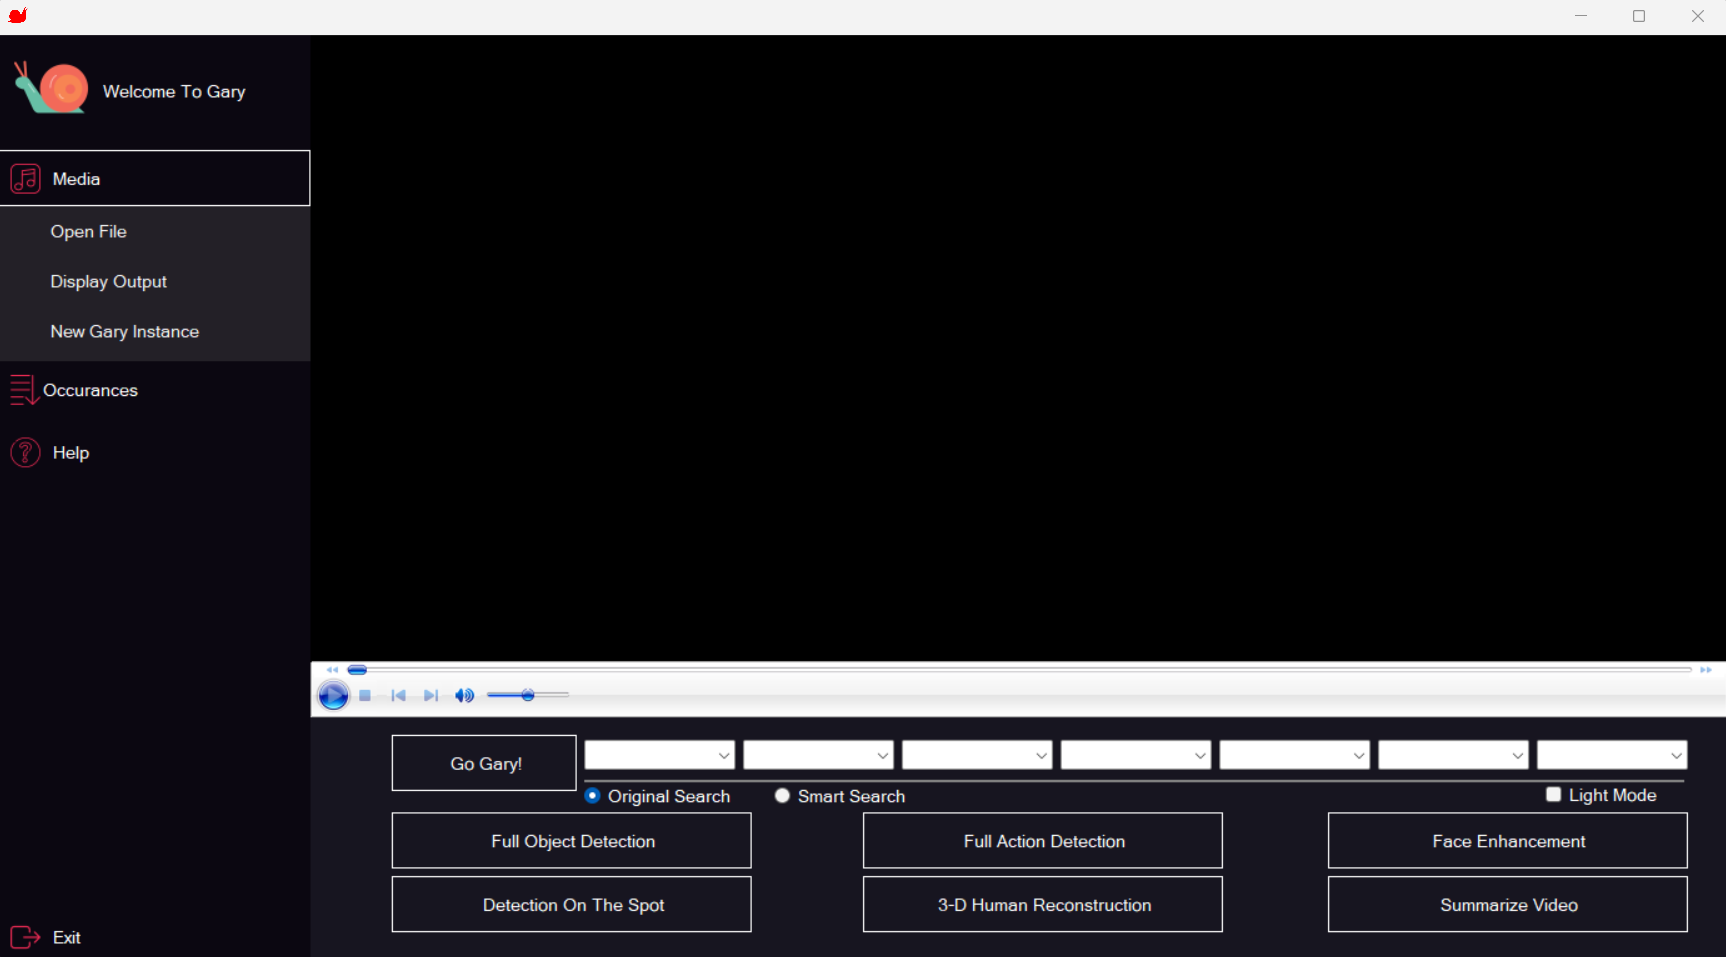 Welcome To Gary
Media
Open File
Display Output
New Gary Instance
Occurances
Help
Exit
Go Gary!
Original Search
Smart Search
Light Mode
Full Object Detection
Full Action Detection
Face Enhancement
Detection On The Spot
3-D Human Reconstruction
Summarize Video